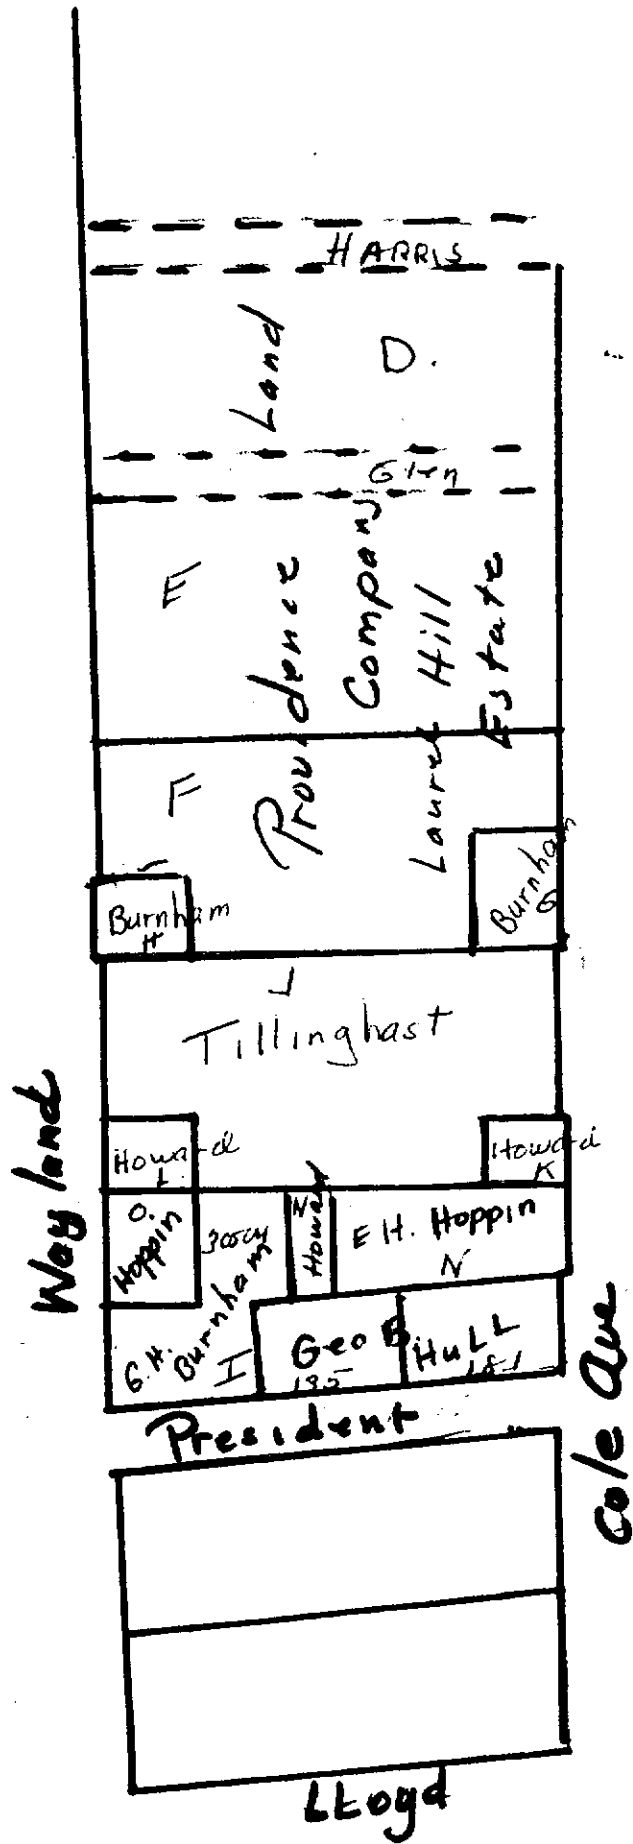 HARRIS
Land
D.
Glen
E
Providence
Company
Laurel Hill
Estate
F
Burnham
H
Burnham
G
L
Tillinghast
Wayland
Howard
L
Howard
K
O.
Hoppin
Burnham
N
Howard
E H. Hoppin
N
G.H.
I
Geo B
Hull
135
President
Cole Ave
Lloyd